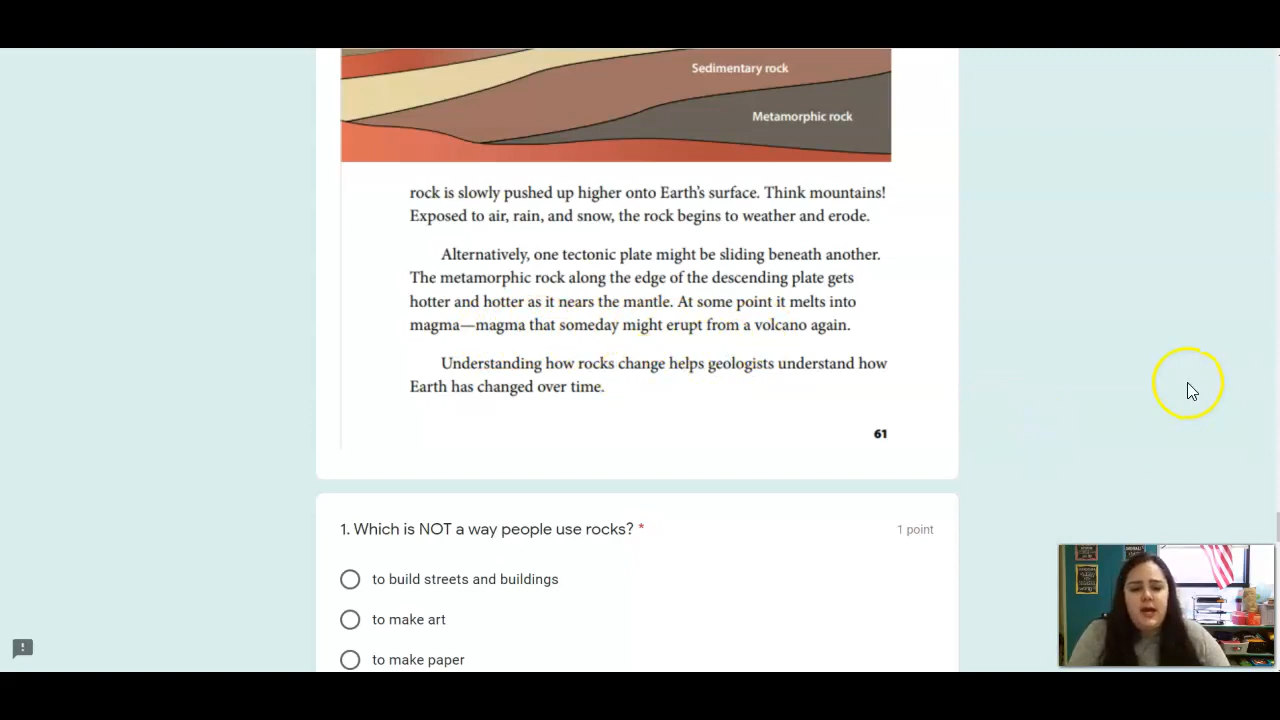 Sedimentary rock
Metamorphic rock
rock is slowly pushed up higher onto Earth's surface. Think mountains!
Exposed to air, rain, and snow, the rock begins to weather and erode.
Alternatively, one tectonic plate might be sliding beneath another.
The metamorphic rock along the edge of the descending plate gets
hotter and hotter as it nears the mantle. At some point it melts into
magma—magma that someday might erupt from a volcano again.
Understanding how rocks change helps geologists understand how
Earth has changed over time.
61
1. Which is NOT a way people use rocks? *
1 point
to build streets and buildings
to make art
to make paper